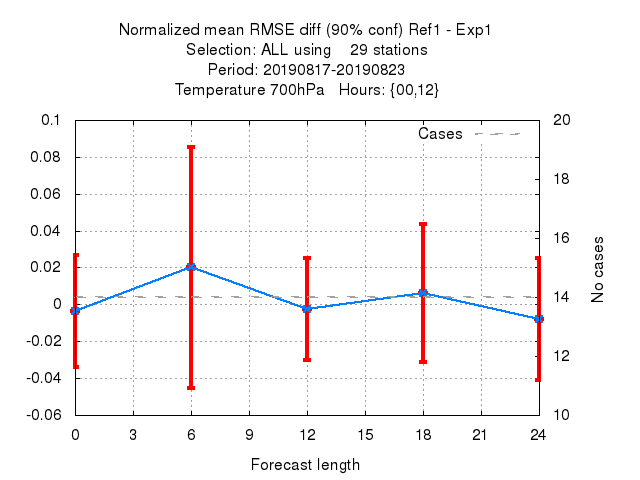 Normalized mean RMSE diff (90% conf) Ref1 - Exp1
Selection: ALL using    29 stations
Period: 20190817-20190823
Temperature 700hPa   Hours: {00,12}
0.1
0.08
0.06
0.04
0.02
0
-0.02
-0.04
-0.06
Cases
20
18
16
14
12
10
No cases
0 3 6 9 12 15 18 21 24
Forecast length